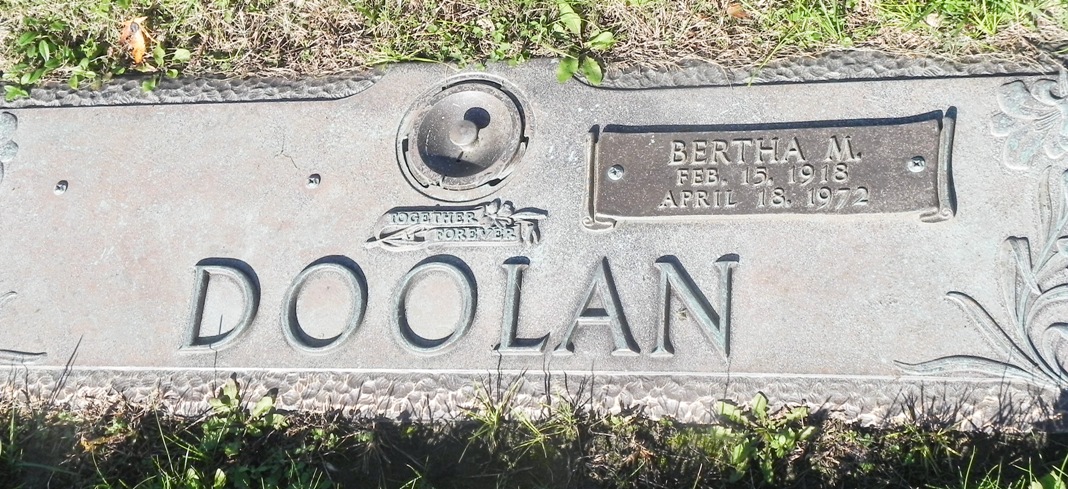 BERTHA M.
FEB. 15, 1918
APRIL 18, 1972
TOGETHER
FOREVER
DOOLAN